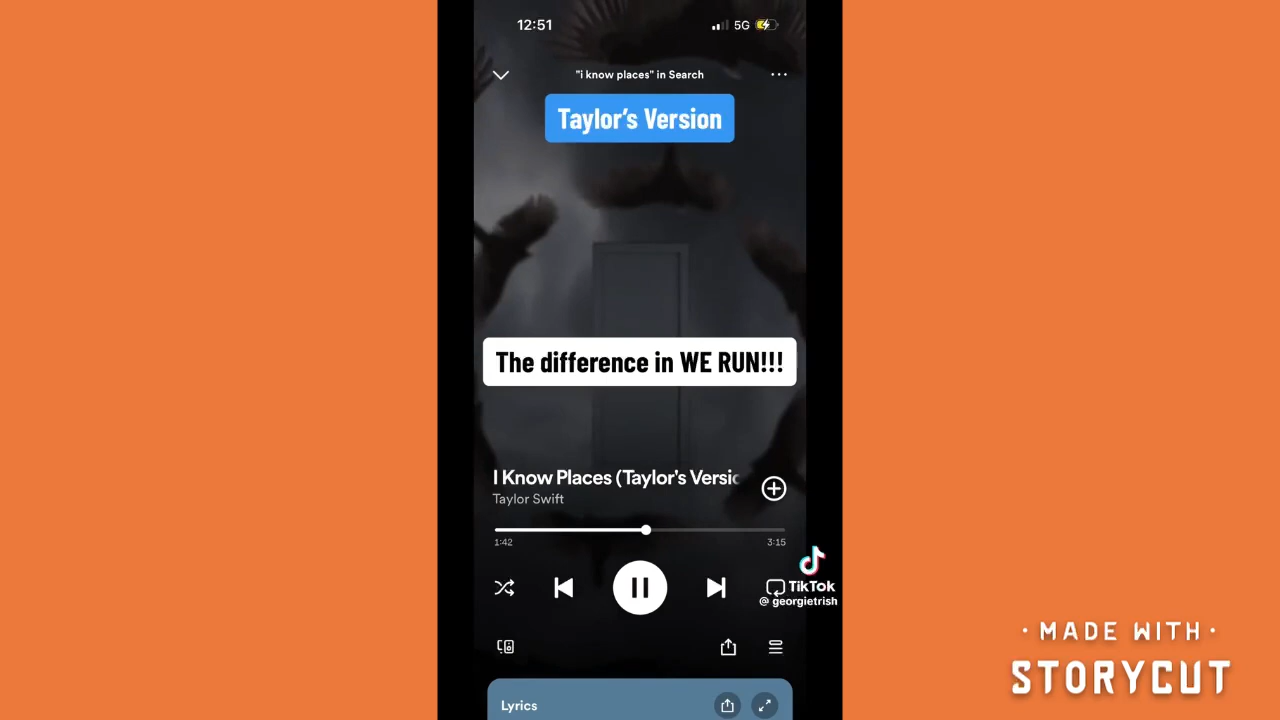 12:51
5G
"i know places" in Search
Taylor's Version
The difference in WE RUN!!!
I Know Places (Taylor's Versic
Taylor Swift
1:42
3:15
TikTok
@ georgietrish
Lyrics
· MADE WITH ·
STORYCUT